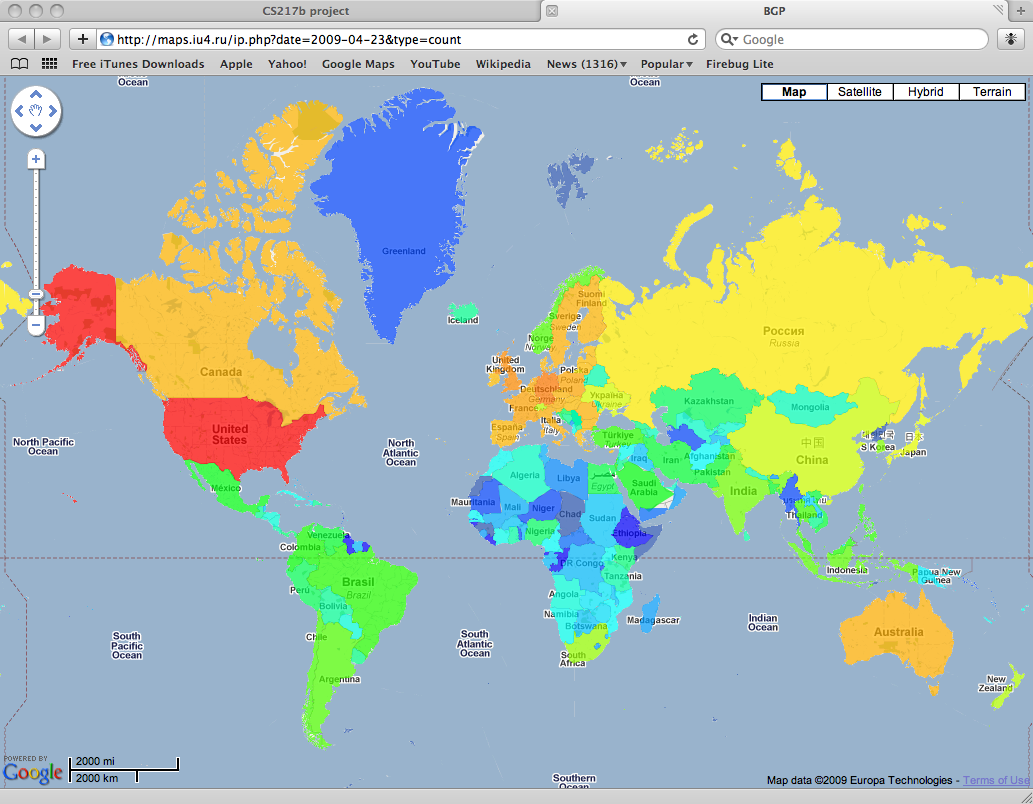 CS217b project
BGP
http://maps.iu4.ru/ip.php?date=2009-04-23&type=count
Google
Free iTunes Downloads
Apple
Yahoo!
Google Maps
YouTube
Wikipedia
News (1316)
Popular
Firebug Lite
Ocean
Ocean
Map
Satellite
Hybrid
Terrain
Greenland
Iceland
Suomi
Finland
Sverige
Sweden
Norge
Norway
Россия
Russia
United
Kingdom
Polska
Poland
Deutschland
Germany
Україна
Ukraine
France
Italia
Italy
España
Spain
Canada
United
States
North Pacific
Ocean
North
Atlantic
Ocean
Kazakhstan
Mongolia
中国
China
S Korea
日本
Japan
Türkiye
Turkey
Iraq
Iran
Afghanistan
Pakistan
Algeria
Libya
مصر
Egypt
Saudi
Arabia
India
México
Mauritania
Mali
Niger
Chad
Sudan
Thailand
Nigeria
Ethiopia
Venezuela
Colombia
DR Congo
Kenya
Indonesia
Papua New
Guinea
Tanzania
Brasil
Brazil
Perú
Bolivia
Angola
Namibia
Botswana
Madagascar
Indian
Ocean
Australia
South
Pacific
Ocean
Chile
South
Atlantic
Ocean
South
Africa
Argentina
New
Zealand
POWERED BY
Google
2000 mi
2000 km
Southern
Ocean
Map data ©2009 Europa Technologies - Terms of Use